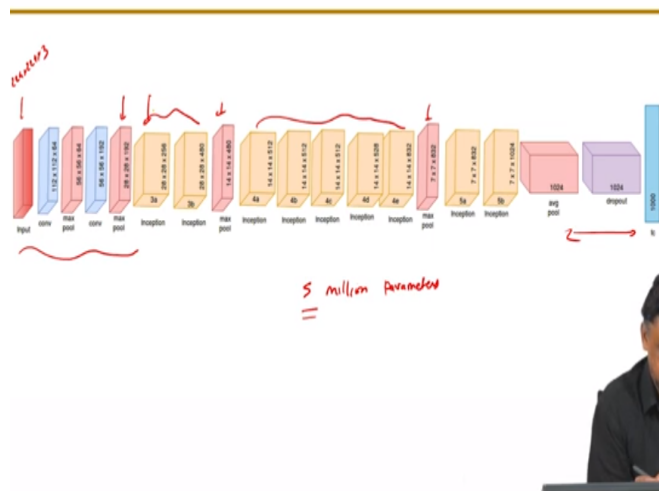 224x224x3
112 x 112 x 64
56 x 56 x 64
56 x 56 x 192
28 x 28 x 192
28 x 28 x 256
28 x 28 x 480
14 x 14 x 480
14 x 14 x 512
14 x 14 x 512
14 x 14 x 512
14 x 14 x 528
14 x 14 x 832
7 x 7 x 832
7 x 7 x 832
7 x 7 x 1024
1024
1024
1000
3a
3b
4a
4b
4c
4d
4e
5a
5b
Input
conv
max pool
conv
max pool
Inception
Inception
max pool
Inception
Inception
Inception
Inception
Inception
max pool
Inception
Inception
avg pool
dropout
fc
5 million parameters